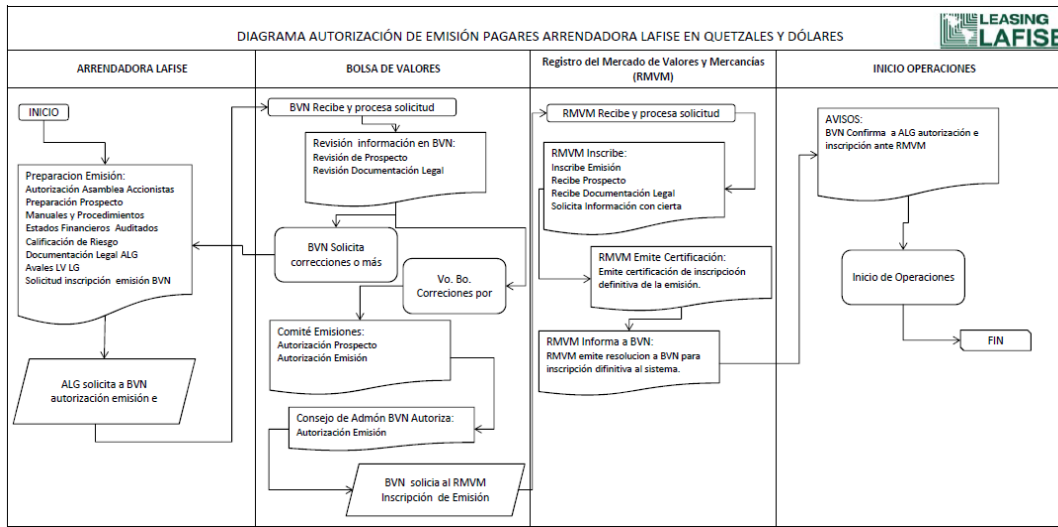 DIAGRAMA AUTORIZACIÓN DE EMISIÓN PAGARES ARRENDADORA LAFISE EN QUETZALES Y DÓLARES
LEASING
LAFISE
ARRENDADORA LAFISE
INICIO
Preparacion Emisión:
Autorización Asamblea Accionistas
Preparación Prospecto
Manuales y Procedimientos
Estados Financieros Auditados
Calificación de Riesgo
Documentación Legal ALG
Avales LV LG
Solicitud inscripción emisión BVN
ALG solicita a BVN
autorización emisión e
BOLSA DE VALORES
BVN Recibe y procesa solicitud
Revisión información en BVN:
Revisión de Prospecto
Revisión Documentación Legal
BVN Solicita
correcciones o más
Vo. Bo.
Correciones por
Comité Emisiones:
Autorización Prospecto
Autorización Emisión
Consejo de Admón BVN Autoriza:
Autorización Emisión
BVN solicia al RMVM
Inscripción de Emisión
Registro del Mercado de Valores y Mercancías
(RMVM)
RMVM Recibe y procesa solicitud
RMVM Inscribe:
Inscribe Emisión
Recibe Prospecto
Recibe Documentación Legal
Solicita Información con cierta
RMVM Emite Certificación:
Emite certificación de inscripcioón
definitiva de la emisión.
RMVM Informa a BVN:
RMVM emite resolucion a BVN para
inscripción difinitiva al sistema.
INICIO OPERACIONES
AVISOS:
BVN Confirma a ALG autorización e
inscripción ante RMVM
Inicio de Operaciones
FIN